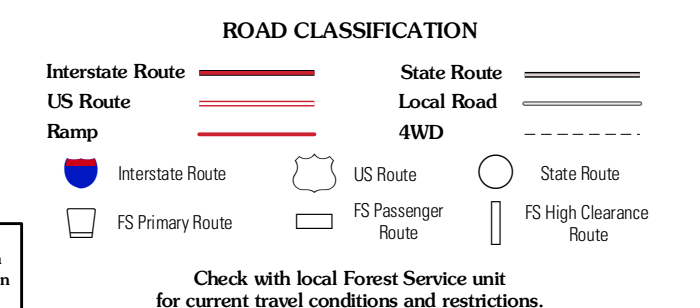 ROAD CLASSIFICATION
Interstate Route State Route
US Route Local Road
Ramp 4WD
Interstate Route US Route State Route
FS Primary Route
FS Passenger
Route
FS High Clearance
Route
n
Check with local Forest Service unit
for current travel conditions and restrictions.